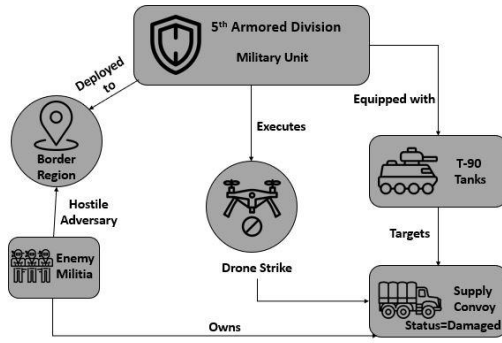 5th Armored Division
Military Unit
Deployed
to
Equipped with
Executes
Border
Region
T-90
Tanks
Hostile
Adversary
Targets
Enemy
Militia
Drone Strike
Supply
Convoy
Status=Damaged
Owns